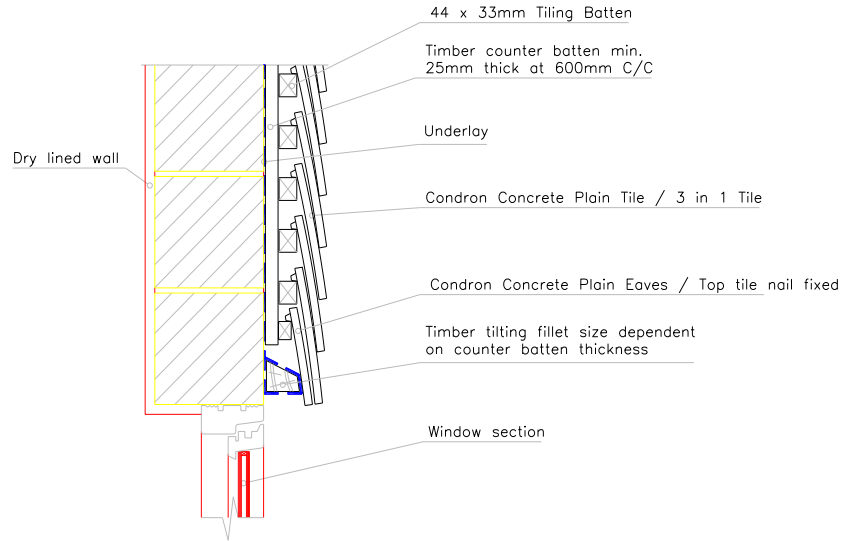 44 x 33mm Tiling Batten
Timber counter batten min.
25mm thick at 600mm C/C
Underlay
Dry lined wall
Condron Concrete Plain Tile / 3 in 1 Tile
Condron Concrete Plain Eaves / Top tile nail fixed
Timber tilting fillet size dependent
on counter batten thickness
Window section